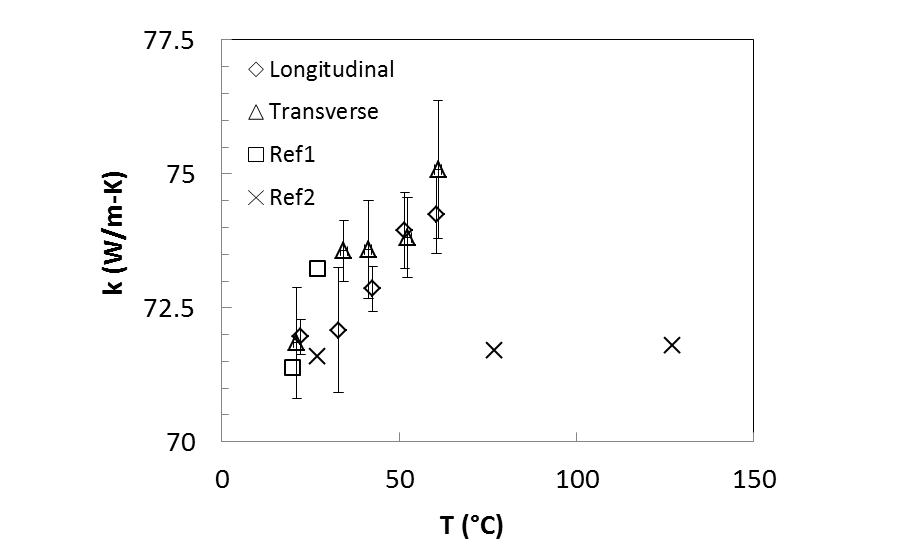 77.5
Longitudinal
Transverse
75
Ref1
Ref2
k (W/m-K)
72.5
70
0
50
100
150
T (°C)